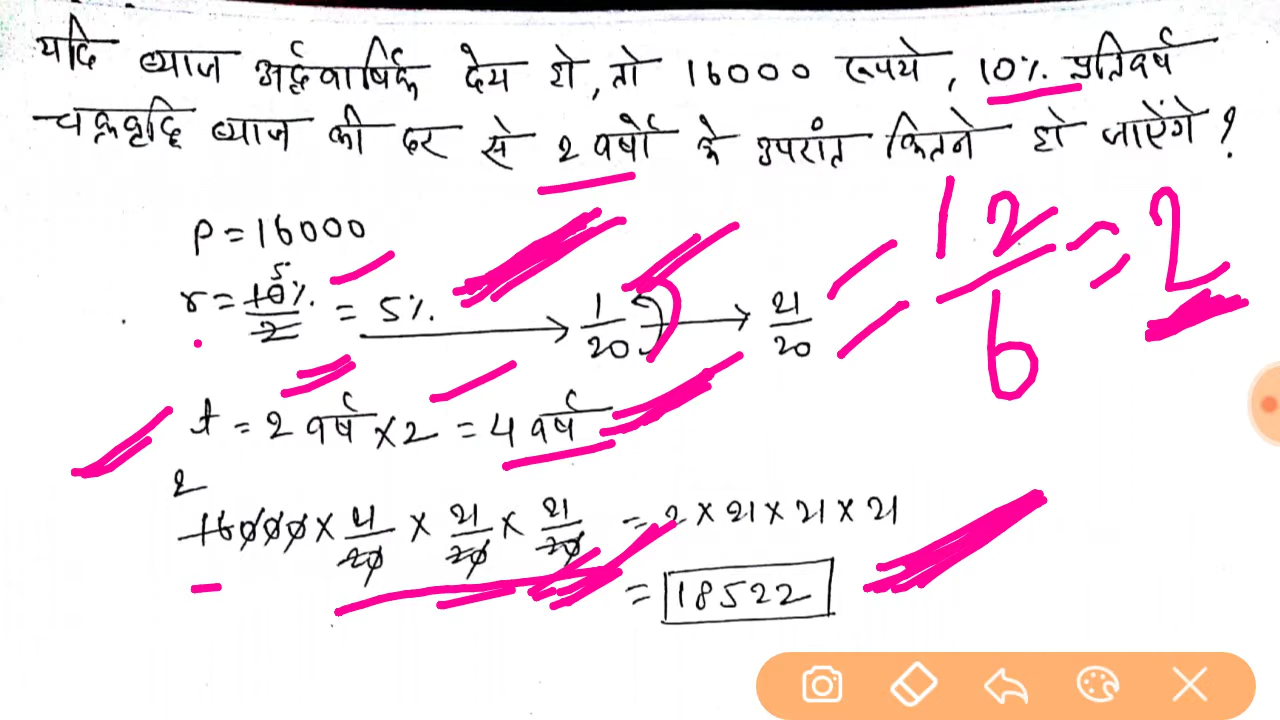 यदि ब्याज अर्द्धवार्षिक देय हो, तो 16000 रूपये, 10% प्रतिवर्ष
चक्रवृद्धि ब्याज की दर से 2 वर्षों के उपरांत कितने हो जाऐंगे ?
P = 16000
r = 10%/2 5 = 5% → 1/20 → 21/20 = 12/6 = 2
t = 2 वर्ष × 2 = 4 वर्ष
2
16000 × 21/20 × 21/20 × 21/20 = 2 × 21 × 21 × 21
= 18522